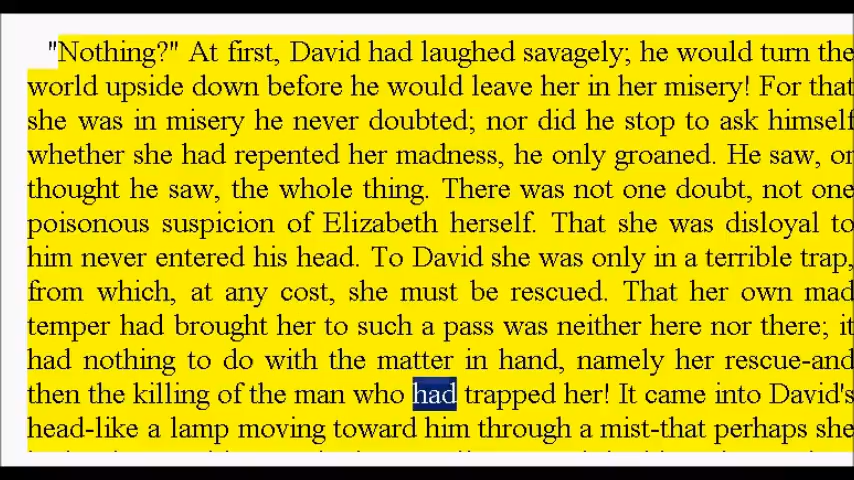 "Nothing?" At first, David had laughed savagely; he would turn the
world upside down before he would leave her in her misery! For that
she was in misery he never doubted; nor did he stop to ask himself
whether she had repented her madness, he only groaned. He saw, or
thought he saw, the whole thing. There was not one doubt, not one
poisonous suspicion of Elizabeth herself. That she was disloyal to
him never entered his head. To David she was only in a terrible trap,
from which, at any cost, she must be rescued. That her own mad
temper had brought her to such a pass was neither here nor there; it
had nothing to do with the matter in hand, namely her rescue-and
then the killing of the man who had trapped her! It came into David's
head-like a lamp moving toward him through a mist-that perhaps she